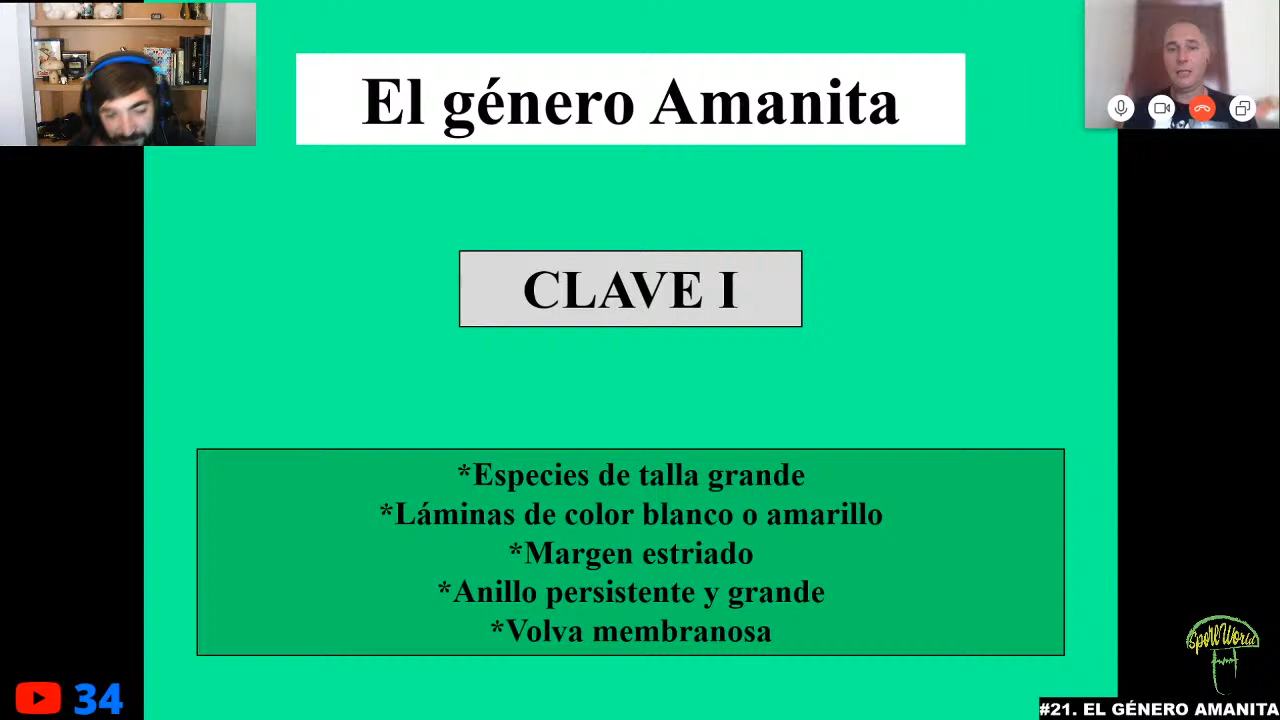 El género Amanita
CLAVE I
*Especies de talla grande
*Láminas de color blanco o amarillo
*Margen estriado
*Anillo persistente y grande
*Volva membranosa
SporeWorld
34
#21. EL GÉNERO AMANITA